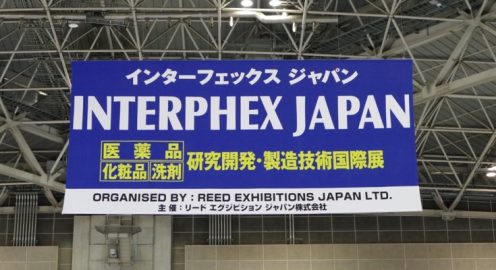 インターフェックス ジャパン
INTERPHEX JAPAN
医薬品
化粧品 洗剤 研究開発・製造技術国際展
ORGANISED BY : REED EXHIBITIONS JAPAN LTD.
主 催 : リード エグジビション ジャパン株式会社